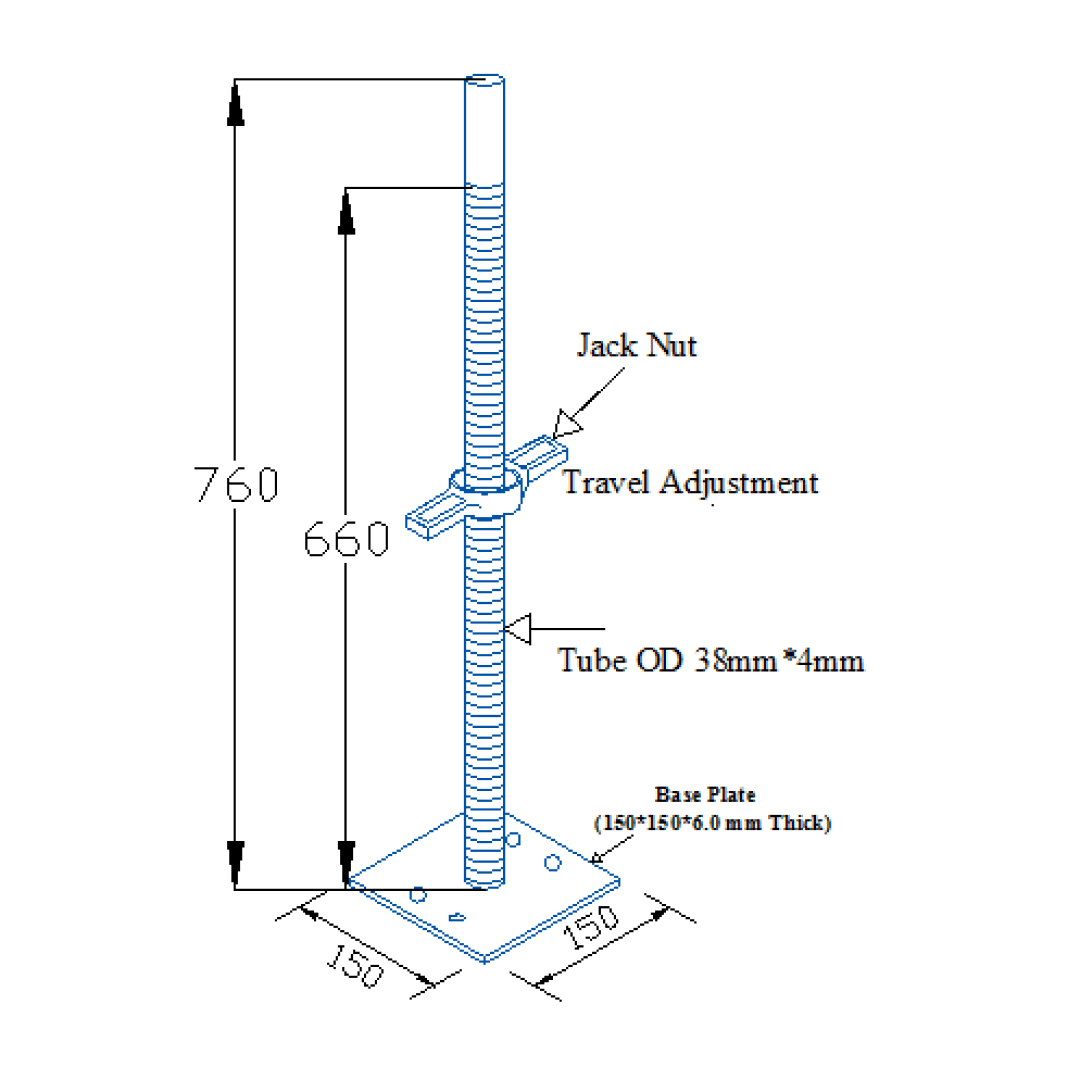 Jack Nut
760
Travel Adjustment
660
Tube OD 38mm*4mm
Base Plate
(150*150*6.0 mm Thick)
150
150